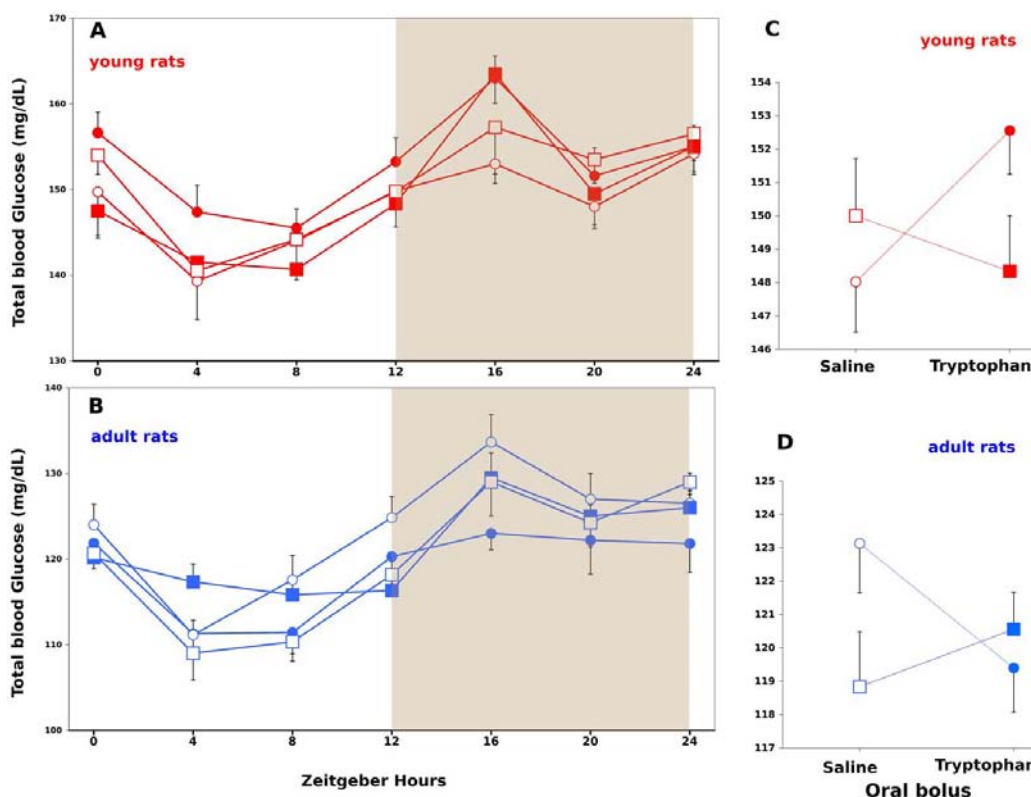 A
young rats
Total blood Glucose (mg/dL)
170
160
150
140
130
0 4 8 12 16 20 24
B
adult rats
Total blood Glucose (mg/dL)
140
130
120
110
100
0 4 8 12 16 20 24
Zeitgeber Hours
C
young rats
154
153
152
151
150
149
148
147
146
Saline Tryptophan
D
adult rats
125
124
123
122
121
120
119
118
117
Saline Tryptophan
Oral bolus